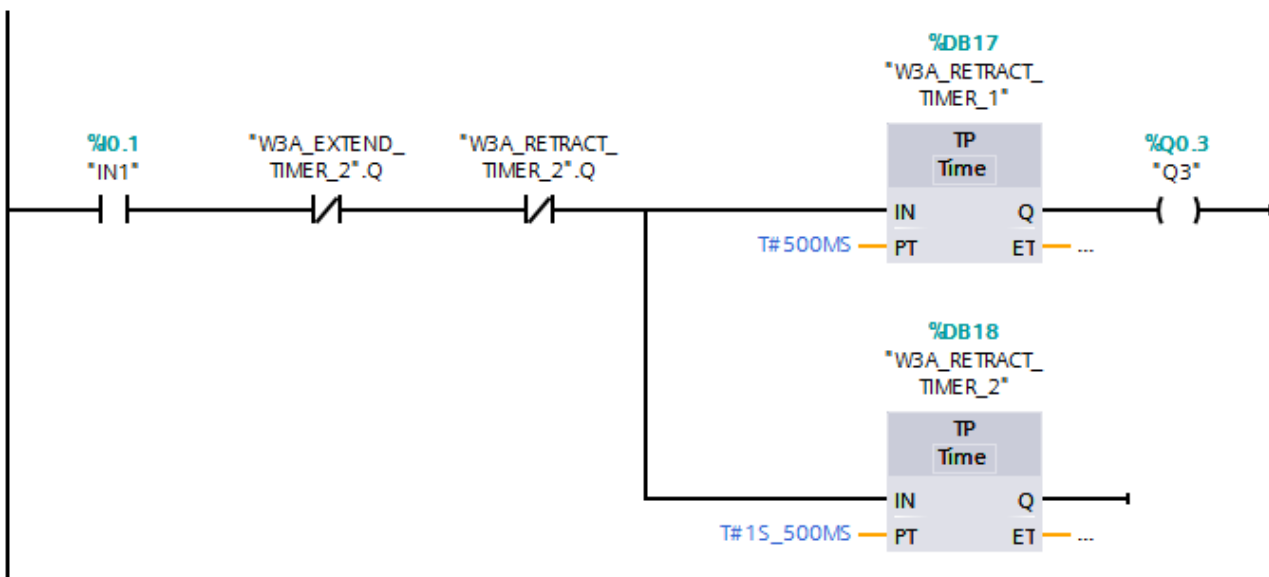 %DB17
"W3A_RETRACT_
TIMER_1"
%I0.1
"IN1"
"W3A_EXTEND_
TIMER_2".Q
"W3A_RETRACT_
TIMER_2".Q
TP
Time
%Q0.3
"Q3"
IN Q
T#500MS PT ET ...
%DB18
"W3A_RETRACT_
TIMER_2"
TP
Time
IN Q
T#1S_500MS PT ET ...